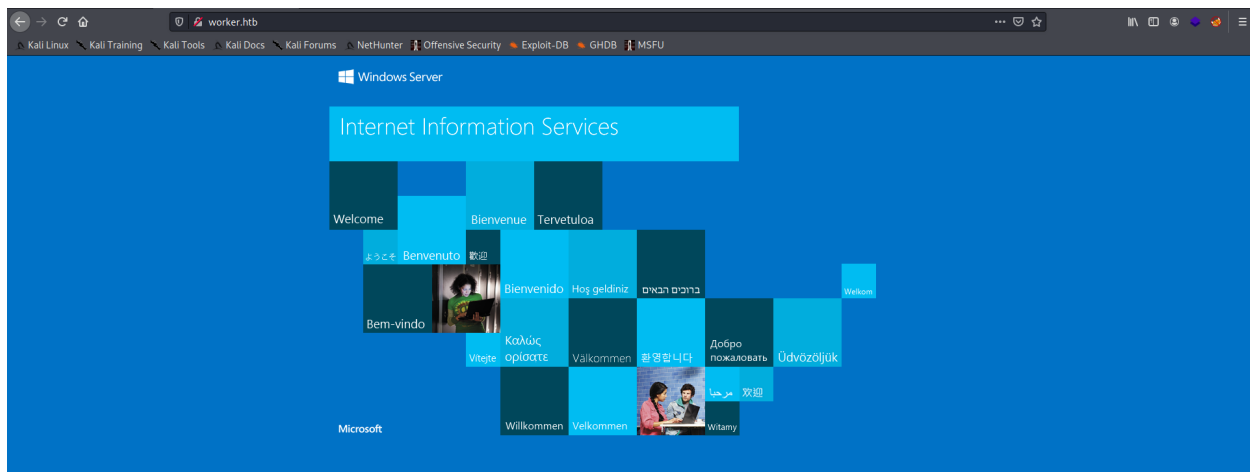 worker.htb
Kali Linux Kali Training Kali Tools Kali Docs Kali Forums NetHunter Offensive Security Exploit-DB GHDB MSFU
Windows Server
Internet Information Services
Welcome
Bienvenue
Tervetuloa
ようこそ
Benvenuto
歡迎
Bienvenido
Hoş geldiniz
ברוכים הבאים
Welkom
Bem-vindo
Vítejte
Καλώς
ορίσατε
Välkommen
환영합니다
Добро
пожаловать
Üdvözöljük
مرحبا
欢迎
Microsoft
Willkommen
Velkommen
Witamy